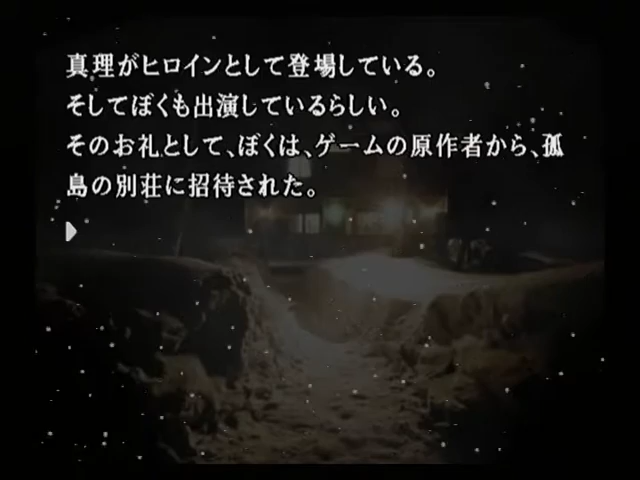 真理がヒロインとして登場している。
そしてぼくも出演しているらしい。
そのお礼として、ぼくは、ゲームの原作者から、孤
島の別荘に招待された。